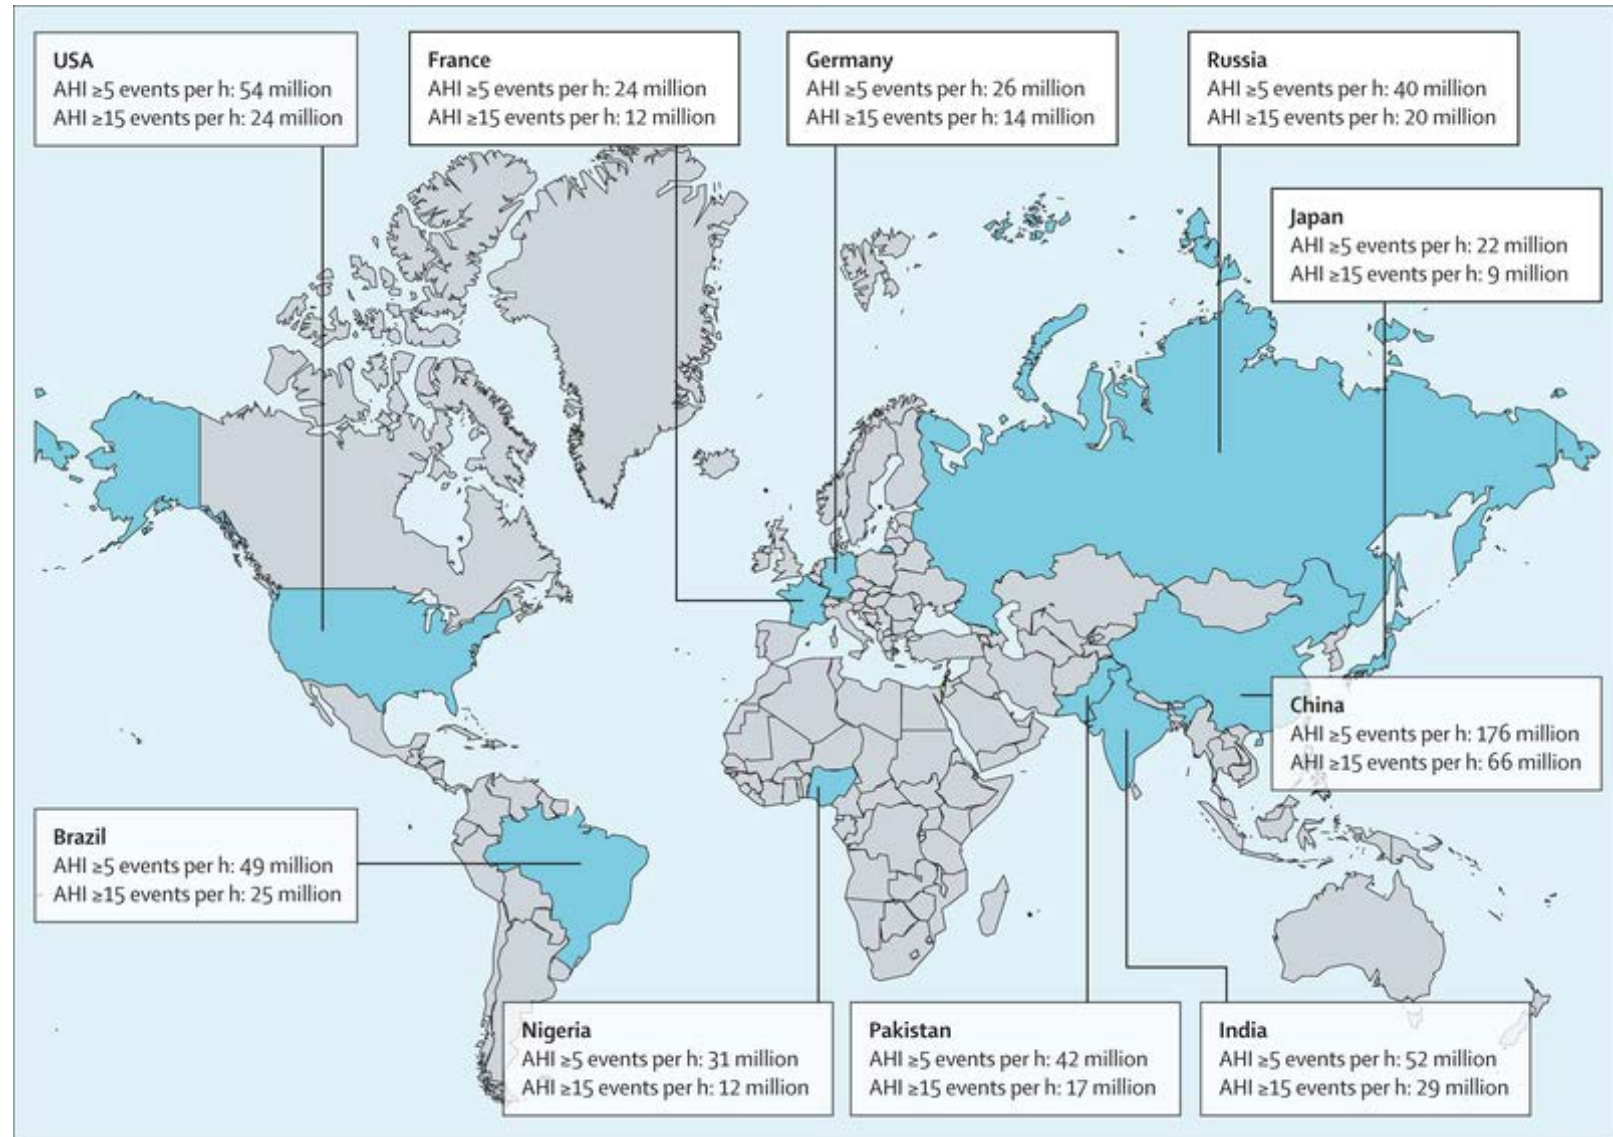 USA
AHI ≥5 events per h: 54 million
AHI ≥15 events per h: 24 million
France
AHI ≥5 events per h: 24 million
AHI ≥15 events per h: 12 million
Germany
AHI ≥5 events per h: 26 million
AHI ≥15 events per h: 14 million
Russia
AHI ≥5 events per h: 40 million
AHI ≥15 events per h: 20 million
Japan
AHI ≥5 events per h: 22 million
AHI ≥15 events per h: 9 million
China
AHI ≥5 events per h: 176 million
AHI ≥15 events per h: 66 million
Brazil
AHI ≥5 events per h: 49 million
AHI ≥15 events per h: 25 million
Nigeria
AHI ≥5 events per h: 31 million
AHI ≥15 events per h: 12 million
Pakistan
AHI ≥5 events per h: 42 million
AHI ≥15 events per h: 17 million
India
AHI ≥5 events per h: 52 million
AHI ≥15 events per h: 29 million